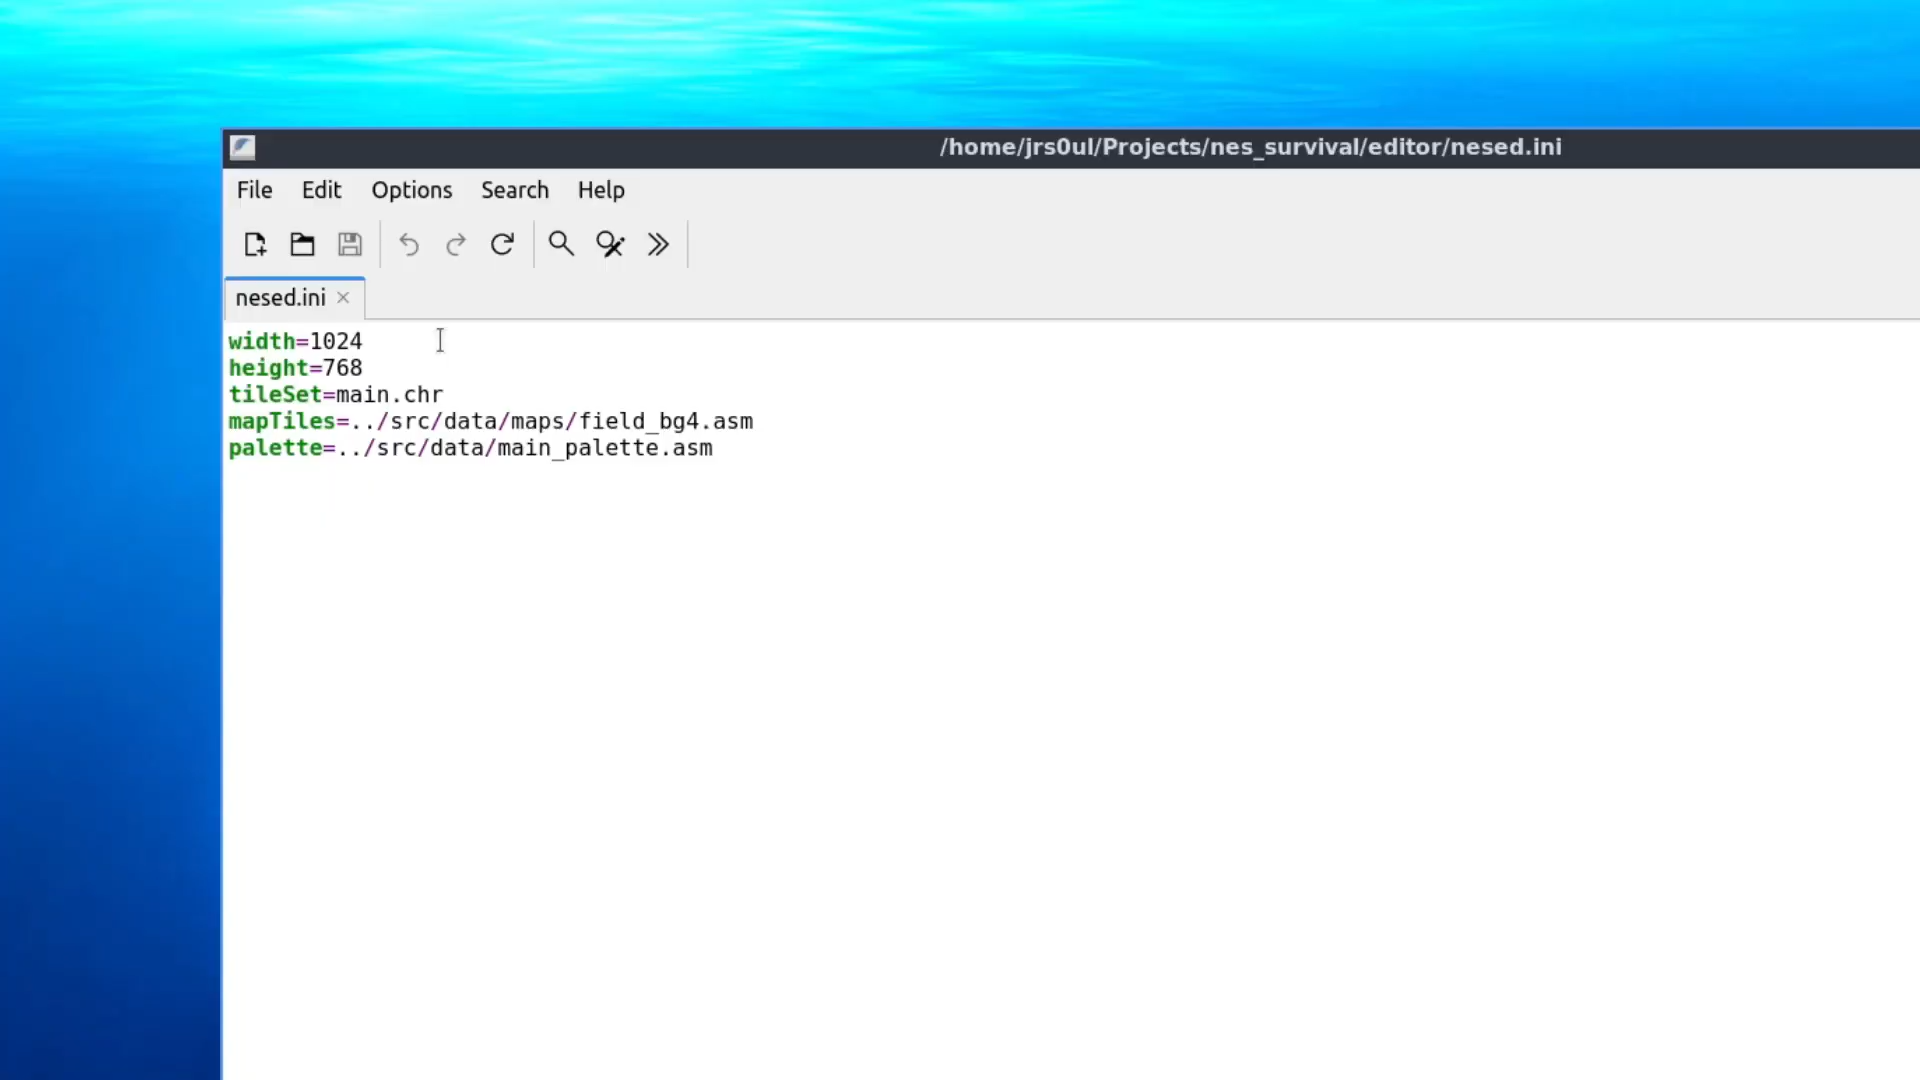 /home/jrs0ul/Projects/nes_survival/editor/nesed.ini
File Edit Options Search Help
nesed.ini
width=1024
height=768
tileSet=main.chr
mapTiles=../src/data/maps/field_bg4.asm
palette=../src/data/main_palette.asm